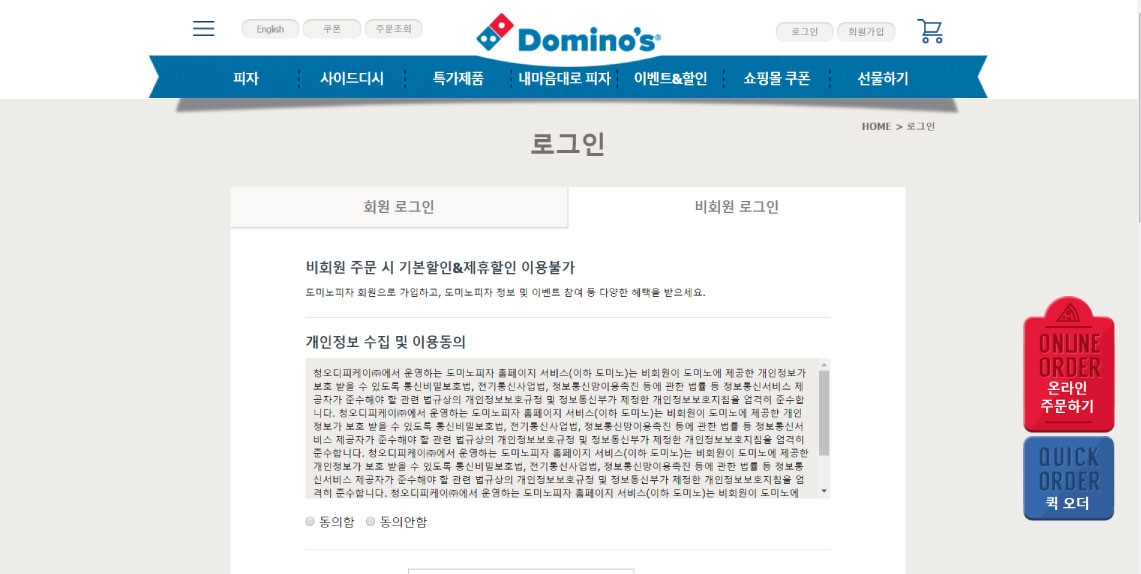 English
쿠폰
주문조회
Domino's
로그인
회원가입
피자
사이드디시
특가제품
내마음대로 피자
이벤트&할인
쇼핑몰 쿠폰
선물하기
HOME > 로그인
로그인
회원 로그인
비회원 로그인
비회원 주문 시 기본할인&제휴할인 이용불가
도미노피자 회원으로 가입하고, 도미노피자 정보 및 이벤트 참여 등 다양한 혜택을 받으세요.
개인정보 수집 및 이용동의
청오디피케이㈜에서 운영하는 도미노피자 홈페이지 서비스(이하 도미노)는 비회원이 도미노에 제공한 개인정보가
보호 받을 수 있도록 통신비밀보호법, 전기통신사업법, 정보통신망이용촉진 등에 관한 법률 등 정보통신서비스 제
공자가 준수해야 할 관련 법규상의 개인정보보호규정 및 정보통신부가 제정한 개인정보보호지침을 엄격히 준수합
니다. 청오디피케이㈜에서 운영하는 도미노피자 홈페이지 서비스(이하 도미노)는 비회원이 도미노에 제공한 개인
정보가 보호 받을 수 있도록 통신비밀보호법, 전기통신사업법, 정보통신망이용촉진 등에 관한 법률 등 정보통신서
비스 제공자가 준수해야 할 관련 법규상의 개인정보보호규정 및 정보통신부가 제정한 개인정보보호지침을 엄격히
준수합니다. 청오디피케이㈜에서 운영하는 도미노피자 홈페이지 서비스(이하 도미노)는 비회원이 도미노에 제공한
개인정보가 보호 받을 수 있도록 통신비밀보호법, 전기통신사업법, 정보통신망이용촉진 등에 관한 법률 등 정보통
신서비스 제공자가 준수해야 할 관련 법규상의 개인정보보호규정 및 정보통신부가 제정한 개인정보보호지침을 엄
격히 준수합니다. 청오디피케이㈜에서 운영하는 도미노피자 홈페이지 서비스(이하 도미노)는 비회원이 도미노에
동의함
동의안함
ONLINE
ORDER
온라인
주문하기
QUICK
ORDER
퀵 오더